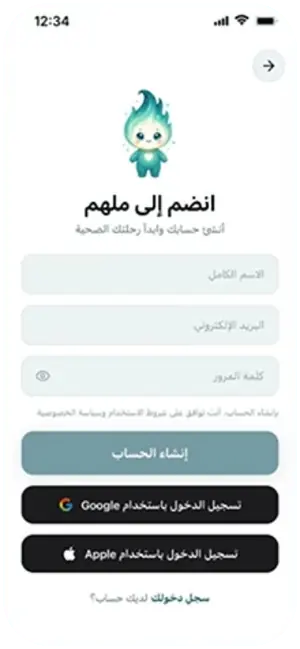 12:34
انضم إلى ملهم
أنشئ حسابك وابدأ رحلتك الصحية
الاسم الكامل
البريد الإلكتروني
كلمة المرور
بإنشاء الحساب، أنت توافق على شروط الاستخدام وسياسة الخصوصية
إنشاء الحساب
تسجيل الدخول باستخدام Google
تسجيل الدخول باستخدام Apple
لديك حساب؟ سجل دخولك